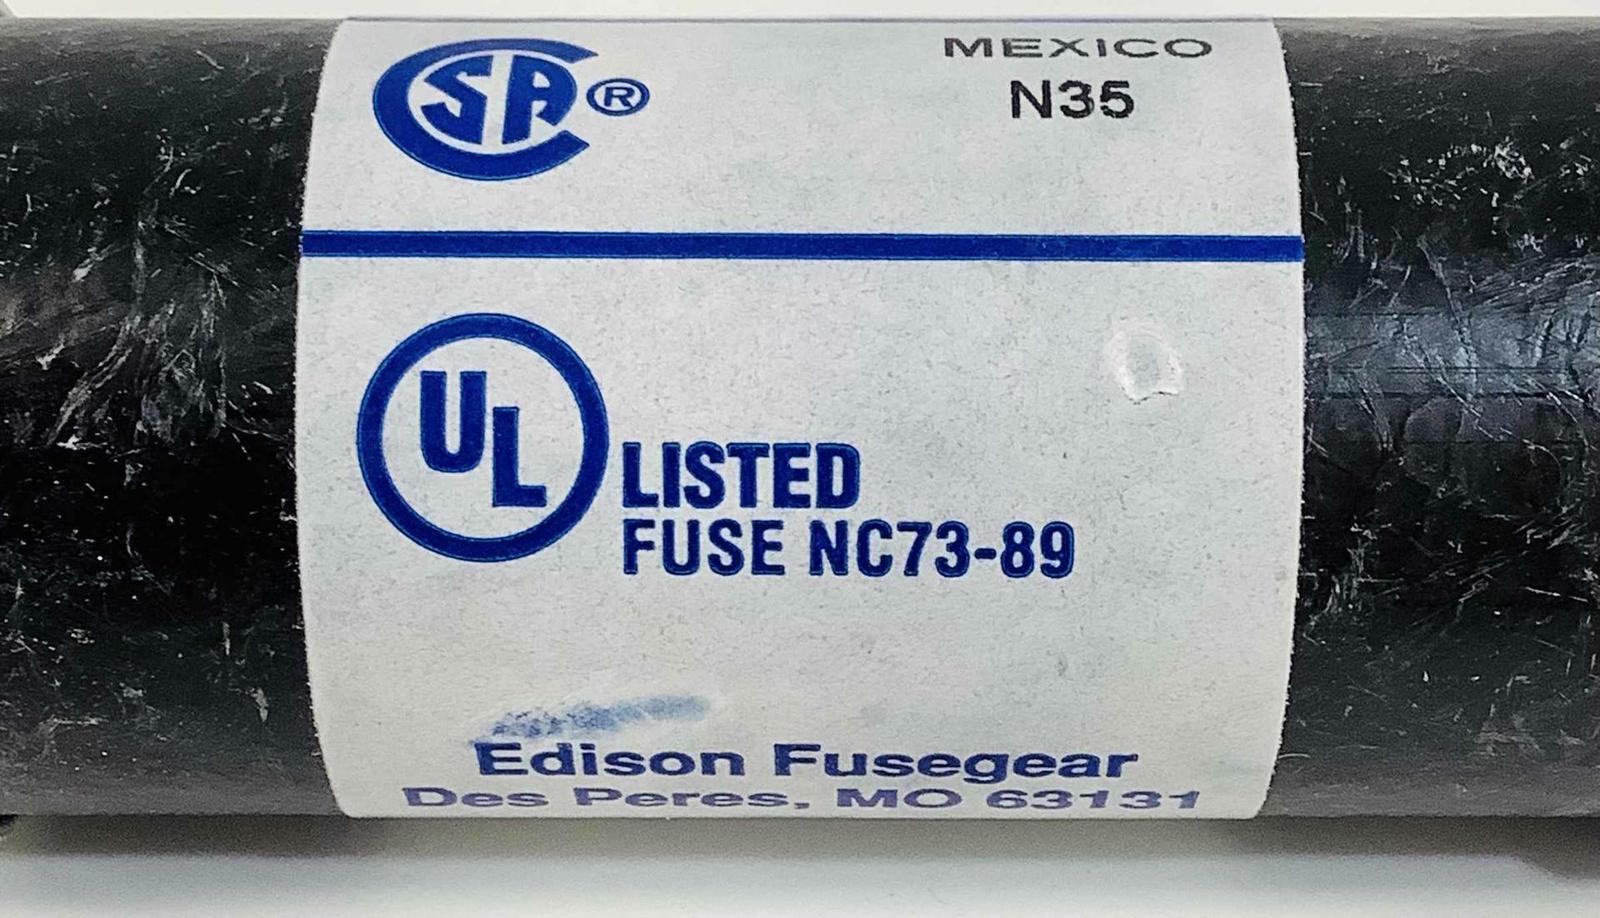 CSA®
MEXICO
N35
UL LISTED
FUSE NC73-89
Edison Fusegear
Des Peres, MO 63131